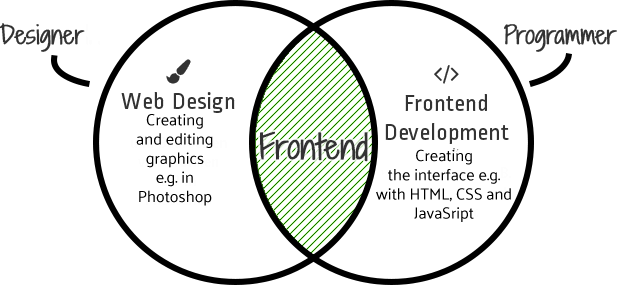 Designer
Programmer
Web Design
Creating
and editing
graphics
e.g. in
Photoshop
Frontend
</>
Frontend
Development
Creating
the interface e.g.
with HTML, CSS and
JavaSript